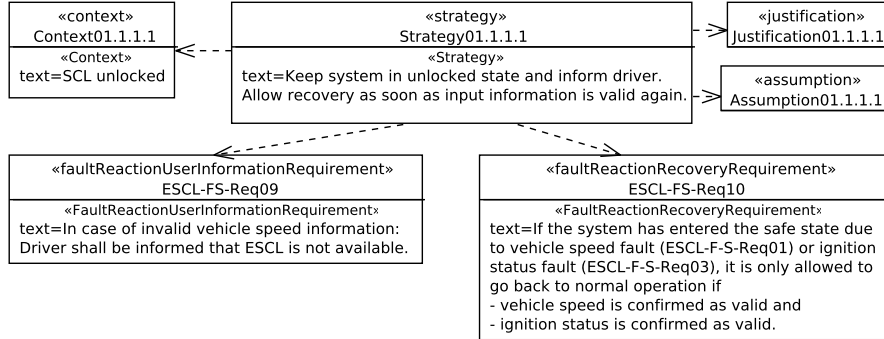 «context»
Context01.1.1.1
«Context»
text=SCL unlocked
«strategy»
Strategy01.1.1.1
«Strategy»
text=Keep system in unlocked state and inform driver.
Allow recovery as soon as input information is valid again.
«justification»
Justification01.1.1.1
«assumption»
Assumption01.1.1.1
«faultReactionUserInformationRequirement»
ESCL-FS-Req09
«FaultReactionUserInformationRequirement»
text=In case of invalid vehicle speed information:
Driver shall be informed that ESCL is not available.
«faultReactionRecoveryRequirement»
ESCL-FS-Req10
«FaultReactionRecoveryRequirement»
text=If the system has entered the safe state due
to vehicle speed fault (ESCL-F-S-Req01) or ignition
status fault (ESCL-F-S-Req03), it is only allowed to
go back to normal operation if
- vehicle speed is confirmed as valid and
- ignition status is confirmed as valid.